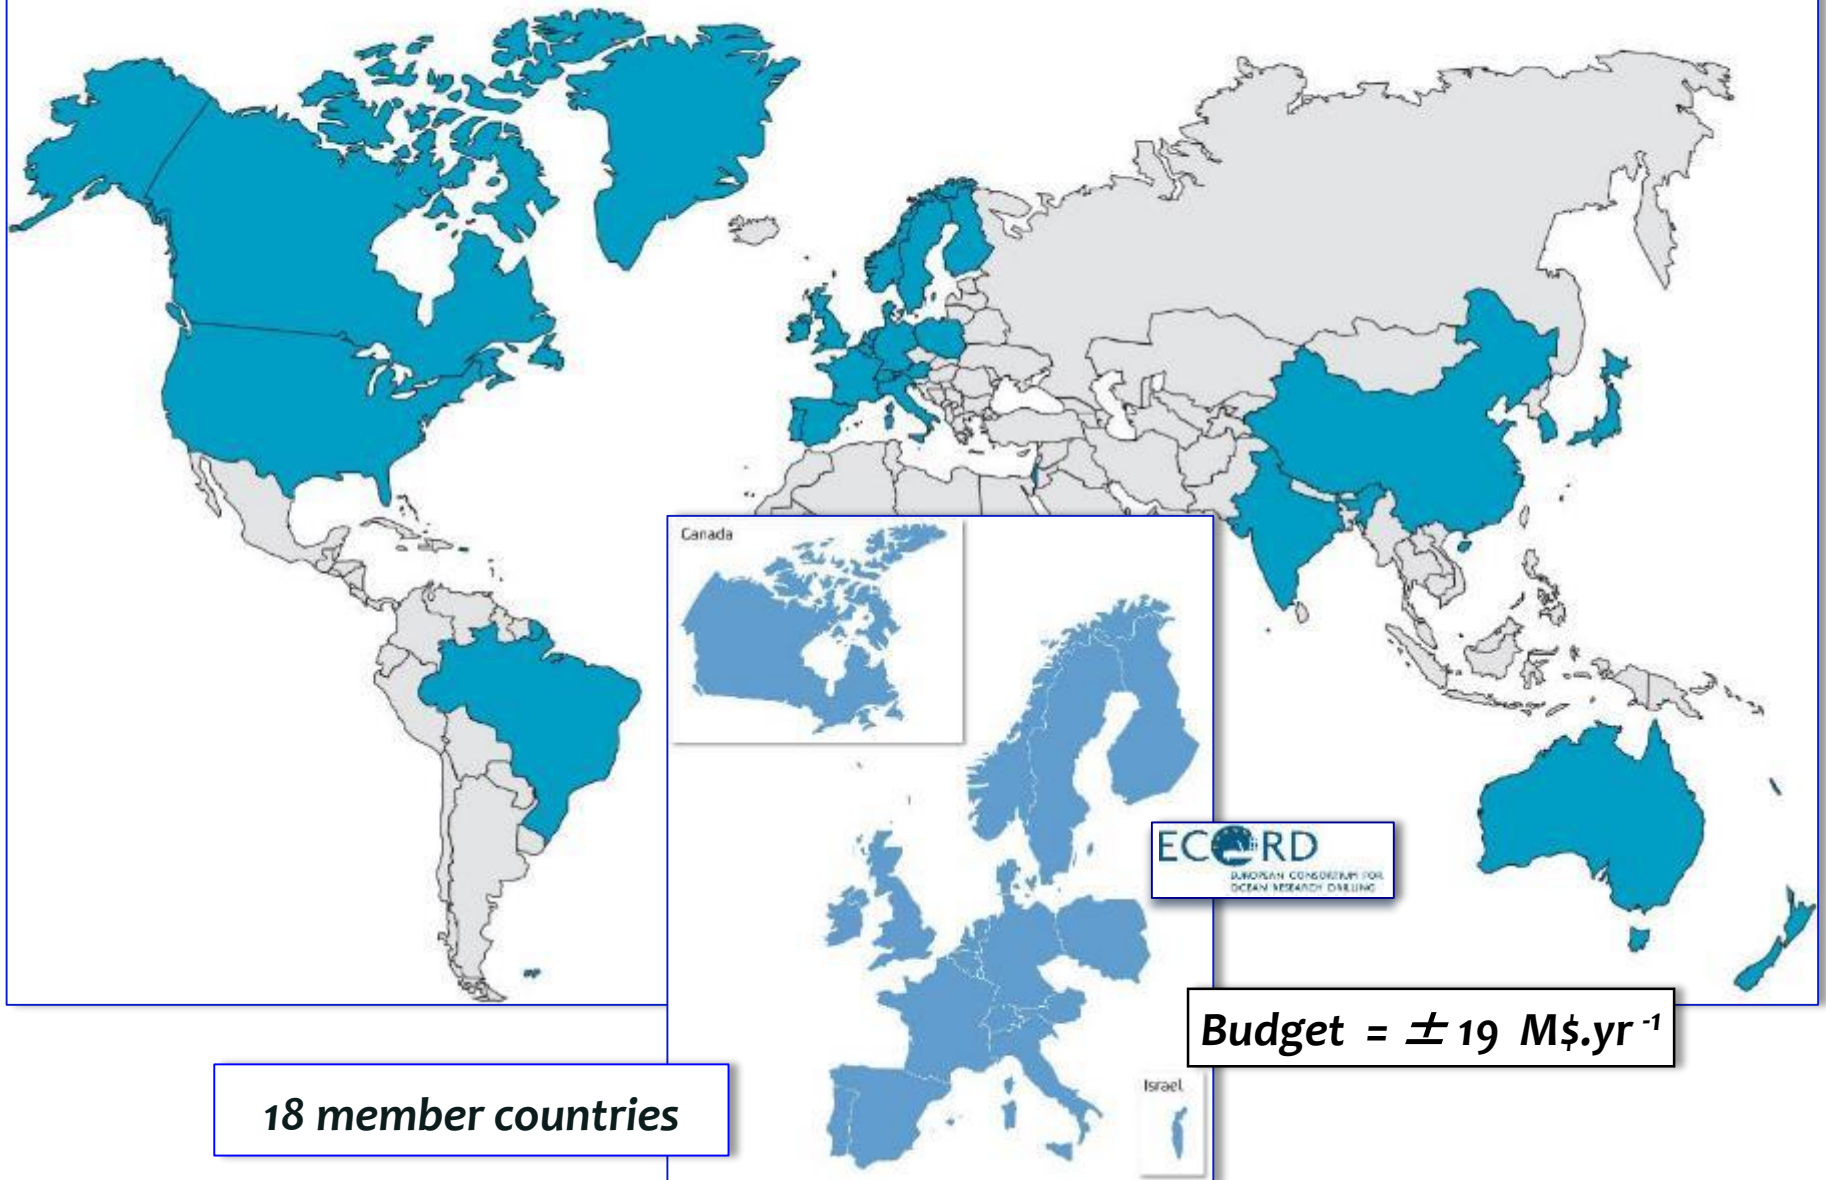 Canada
ECORD
EUROPEAN CONSORTIUM FOR
OCEAN RESEARCH DRILLING
Budget = ± 19 M$.yr -1
18 member countries
Israel